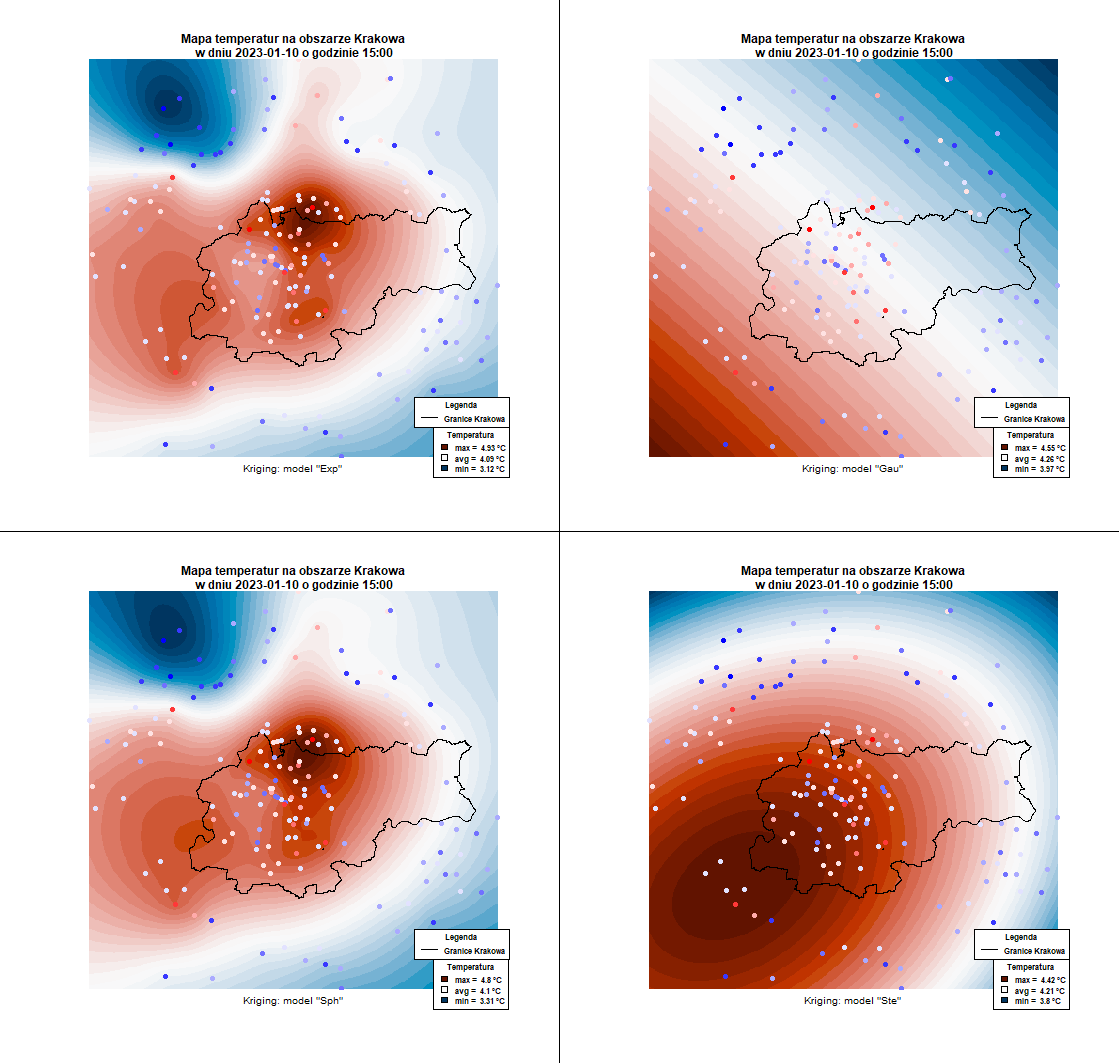 Mapa temperatur na obszarze Krakowa
w dniu 2023-01-10 o godzinie 15:00
Legenda
Granice Krakowa
Temperatura
max = 4.93 °C
avg = 4.09 °C
min = 3.12 °C
Kriging: model "Exp"
Mapa temperatur na obszarze Krakowa
w dniu 2023-01-10 o godzinie 15:00
Legenda
Granice Krakowa
Temperatura
max = 4.55 °C
avg = 4.26 °C
min = 3.97 °C
Kriging: model "Gau"
Mapa temperatur na obszarze Krakowa
w dniu 2023-01-10 o godzinie 15:00
Legenda
Granice Krakowa
Temperatura
max = 4.8 °C
avg = 4.1 °C
min = 3.31 °C
Kriging: model "Sph"
Mapa temperatur na obszarze Krakowa
w dniu 2023-01-10 o godzinie 15:00
Legenda
Granice Krakowa
Temperatura
max = 4.42 °C
avg = 4.21 °C
min = 3.8 °C
Kriging: model "Ste"